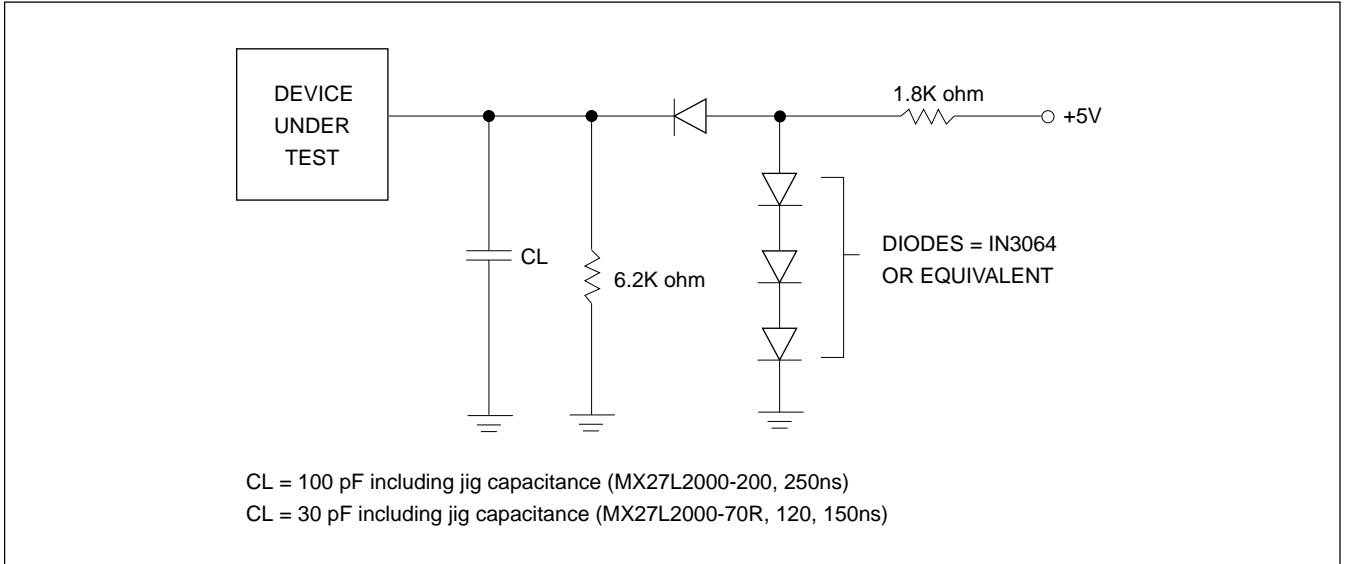 DEVICE
UNDER
TEST
1.8K ohm
+5V
CL
6.2K ohm
DIODES = IN3064
OR EQUIVALENT
CL = 100 pF including jig capacitance (MX27L2000-200, 250ns)
CL = 30 pF including jig capacitance (MX27L2000-70R, 120, 150ns)